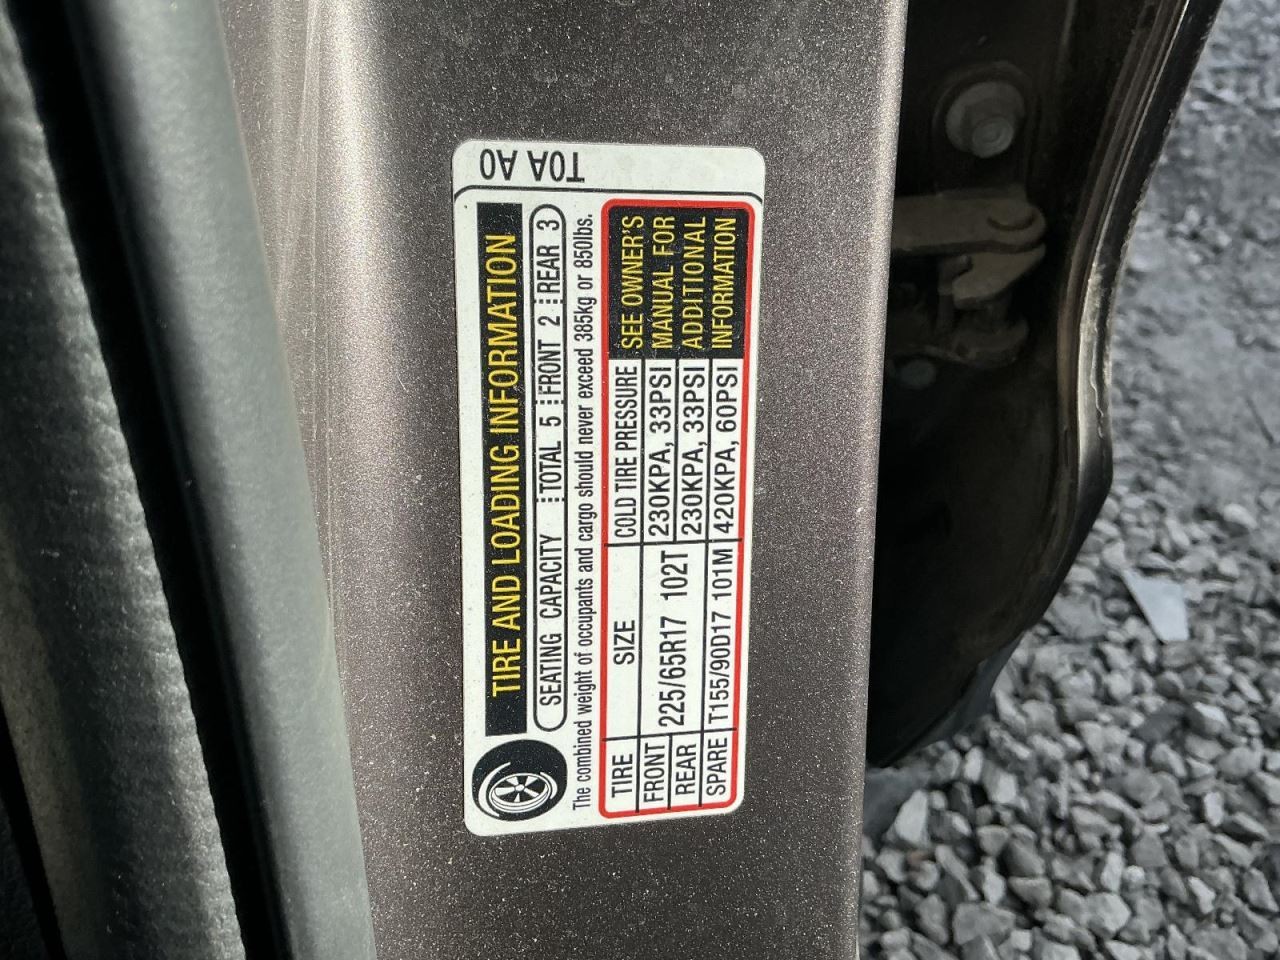 T0A A0
TIRE AND LOADING INFORMATION
SEATING CAPACITY TOTAL 5 FRONT 2 REAR 3
The combined weight of occupants and cargo should never exceed 385kg or 850lbs.
TIRE SIZE COLD TIRE PRESSURE SEE OWNER'S
FRONT 225/65R17 102T 230KPA, 33PSI MANUAL FOR
REAR 230KPA, 33PSI ADDITIONAL
SPARE T155/90D17 101M 420KPA, 60PSI INFORMATION